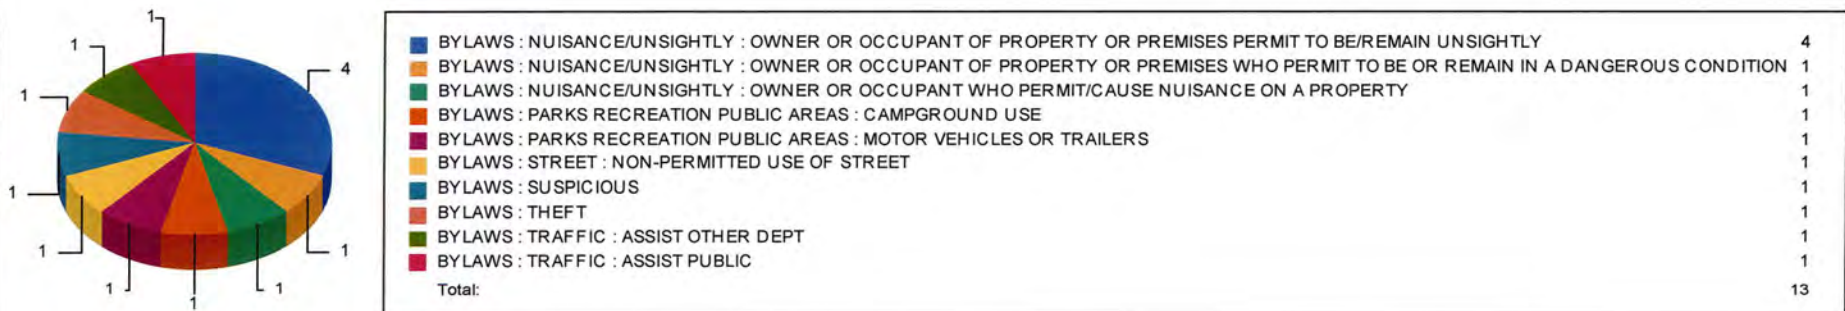 1
1
1
1
1
1
1
1
1
4
BYLAWS : NUISANCE/UNSIGHTLY : OWNER OR OCCUPANT OF PROPERTY OR PREMISES PERMIT TO BE/REMAIN UNSIGHTLY 4
BYLAWS : NUISANCE/UNSIGHTLY : OWNER OR OCCUPANT OF PROPERTY OR PREMISES WHO PERMIT TO BE OR REMAIN IN A DANGEROUS CONDITION 1
BYLAWS : NUISANCE/UNSIGHTLY : OWNER OR OCCUPANT WHO PERMIT/CAUSE NUISANCE ON A PROPERTY 1
BYLAWS : PARKS RECREATION PUBLIC AREAS : CAMPGROUND USE 1
BYLAWS : PARKS RECREATION PUBLIC AREAS : MOTOR VEHICLES OR TRAILERS 1
BYLAWS : STREET : NON-PERMITTED USE OF STREET 1
BYLAWS : SUSPICIOUS 1
BYLAWS : THEFT 1
BYLAWS : TRAFFIC : ASSIST OTHER DEPT 1
BYLAWS : TRAFFIC : ASSIST PUBLIC 1
Total: 13